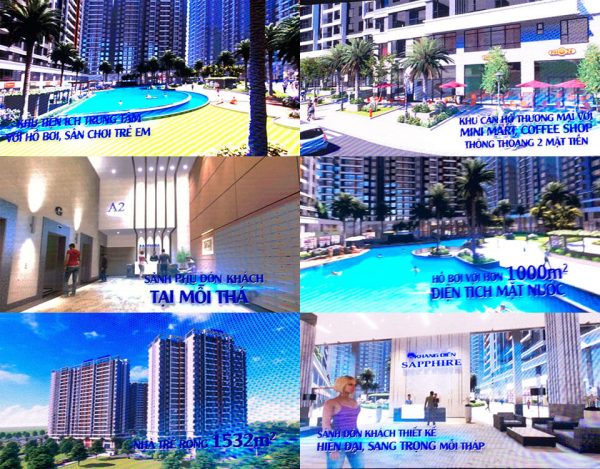 KHU TIỆN ÍCH TRUNG TÂM
VỚI HỒ BƠI, SÂN CHƠI TRẺ EM
KHU CĂN HỘ THƯƠNG MẠI VỚI
MINI MART, COFFEE SHOP
THÔNG THOÁNG 2 MẶT TIỀN
A2
SẢNH PHỤ ĐÓN KHÁCH
TẠI MỖI THÁ
HỒ BƠI VỚI HƠN 1000m²
DIỆN TÍCH MẶT NƯỚC
NHÀ TRẺ RỘNG 1532m²
KHANG ĐIỀN
SAPPHIRE
SẢNH ĐÓN KHÁCH THIẾT KẾ
HIỆN ĐẠI, SANG TRỌNG MỖI THÁP